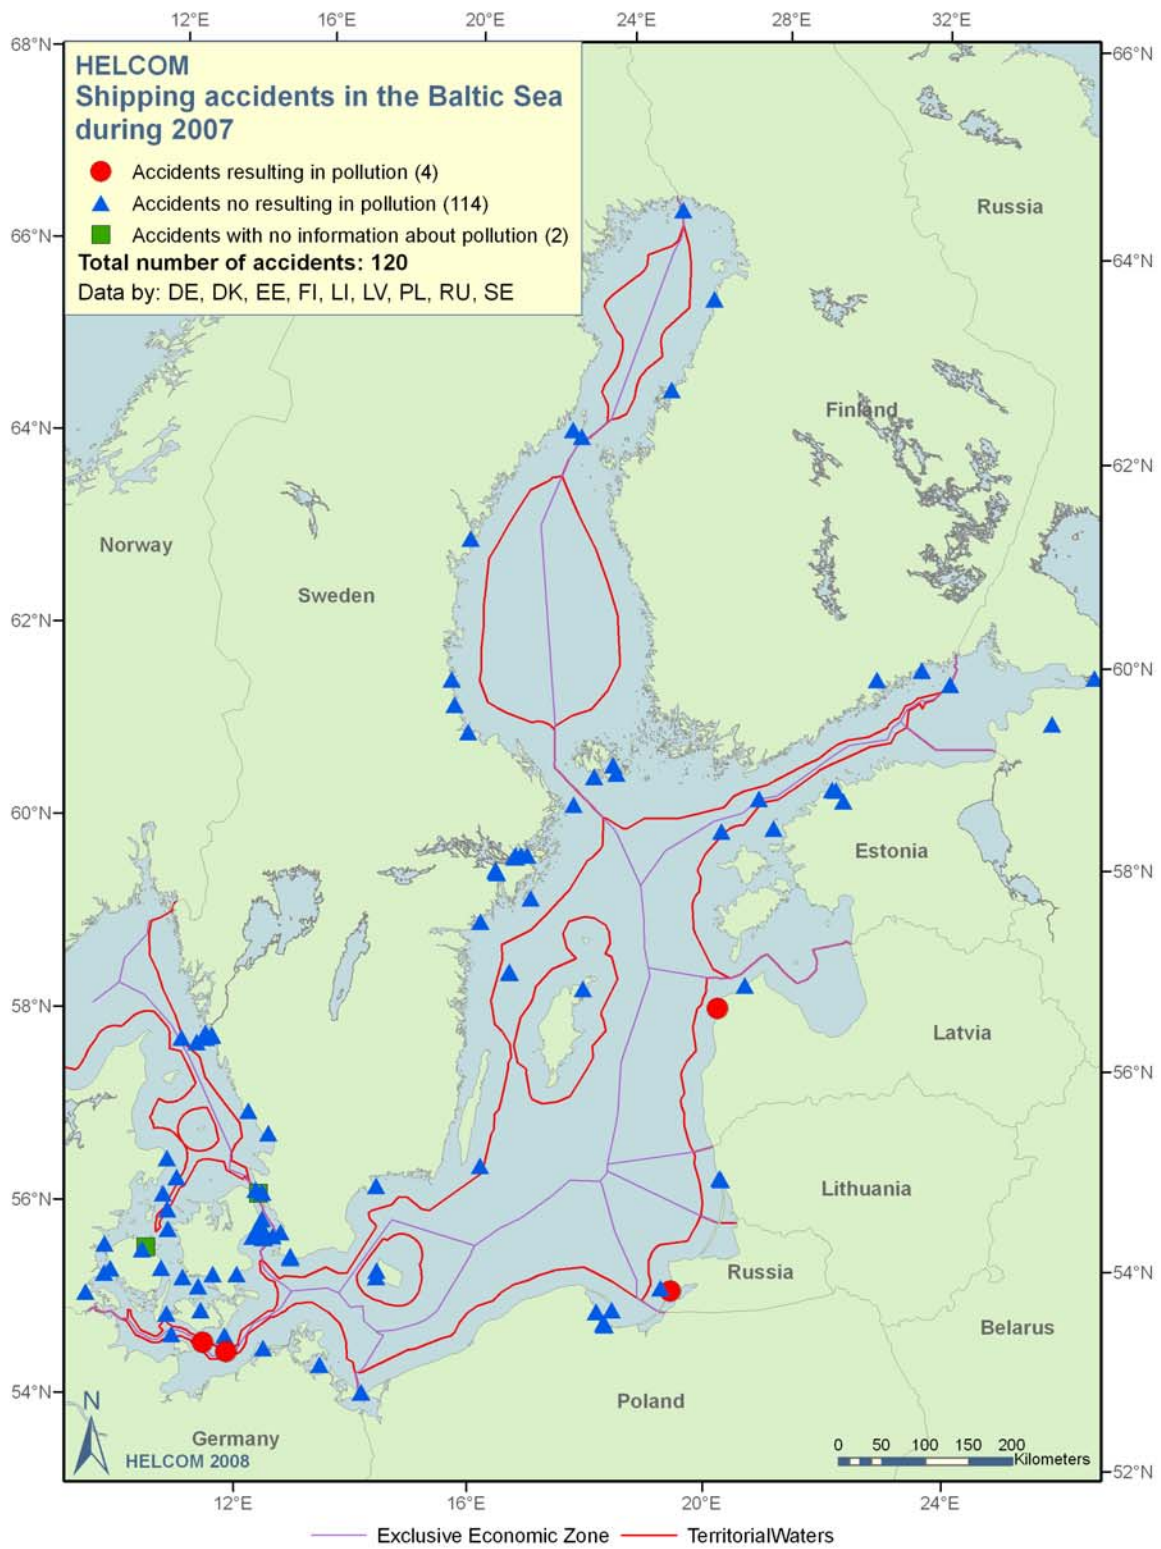 12°E 16°E 20°E 24°E 28°E 32°E
68°N
66°N
HELCOM
Shipping accidents in the Baltic Sea
during 2007
Accidents resulting in pollution (4)
Accidents no resulting in pollution (114)
Accidents with no information about pollution (2)
Total number of accidents: 120
Data by: DE, DK, EE, FI, LI, LV, PL, RU, SE
Russia
66°N
64°N
Finland
64°N
62°N
Norway
Sweden
62°N
60°N
60°N
Estonia
58°N
58°N
Latvia
56°N
Lithuania
56°N
Russia
54°N
Belarus
54°N
Poland
N
Germany
HELCOM 2008
0 50 100 150 200
Kilometers
52°N
12°E 16°E 20°E 24°E
Exclusive Economic Zone TerritorialWaters